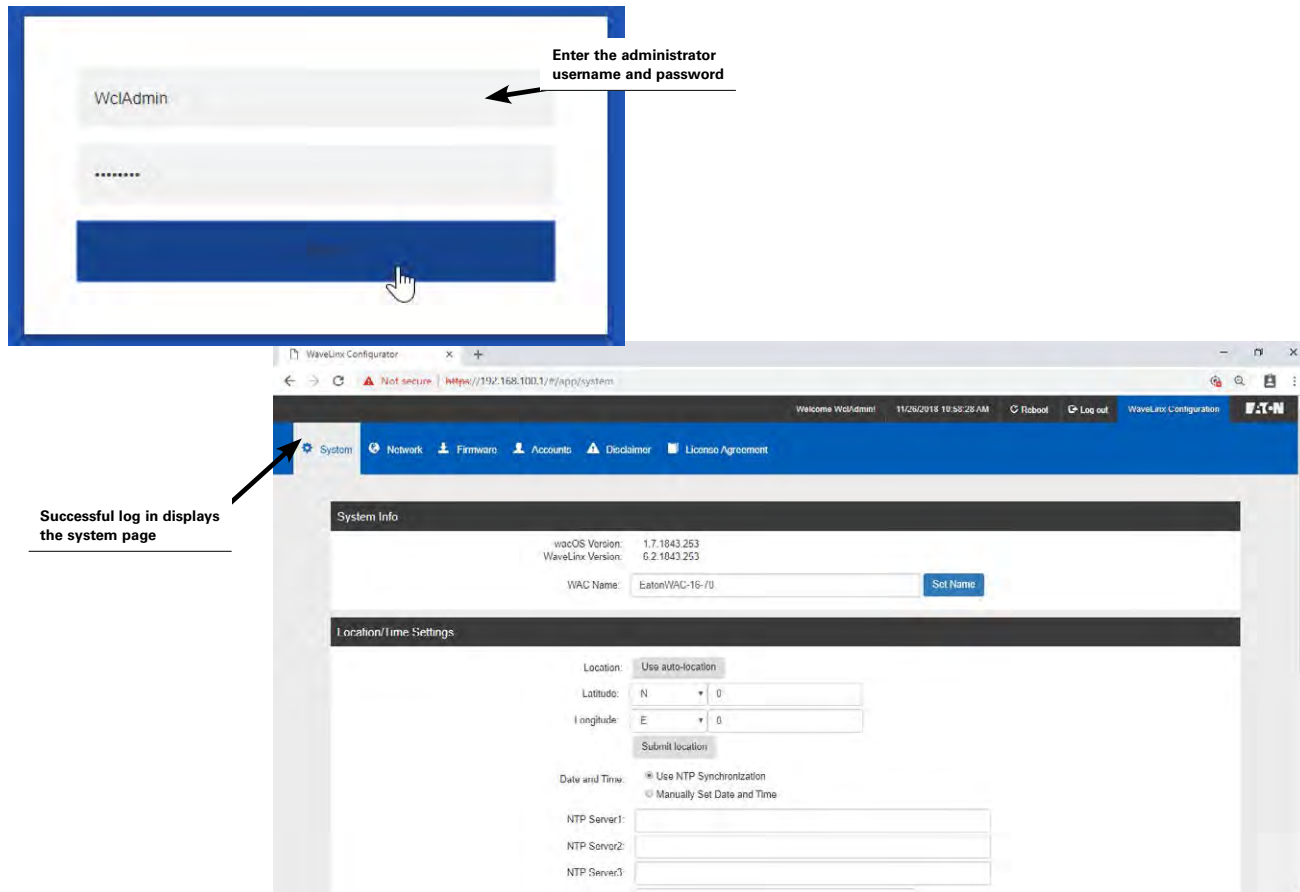 Enter the administrator
username and password
WclAdmin
••••••••
WaveLinx Configurator
Not secure | https://192.168.100.1/#/app/system
Welcome WclAdmin! 11/26/2018 10:58:28 AM Reboot Log out WaveLinx Configuration EATON
System Network Firmware Accounts Disclaimer License Agreement
Successful log in displays
the system page
System Info
wacOS Version: 1.7.1843.253
WaveLinx Version: 6.2.1843.253
WAC Name: EatonWAC-16-70 Set Name
Location/Time Settings
Location: Use auto-location
Latitude: N 0
Longitude: E 0
Submit location
Date and Time: Use NTP Synchronization
Manually Set Date and Time
NTP Server1:
NTP Server2:
NTP Server3: